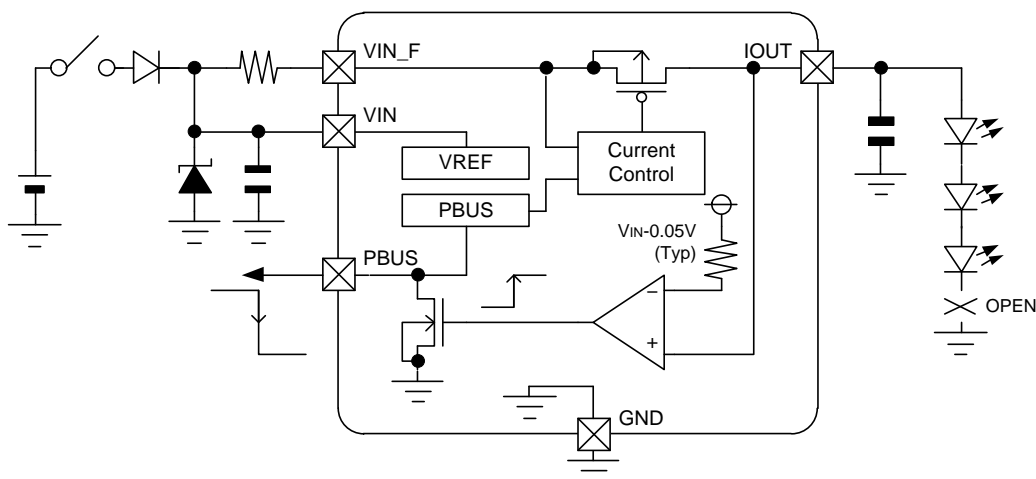 VIN_F
IOUT
VIN
VREF
Current
Control
PBUS
VIN-0.05V
(Typ)
PBUS
−
+
OPEN
GND